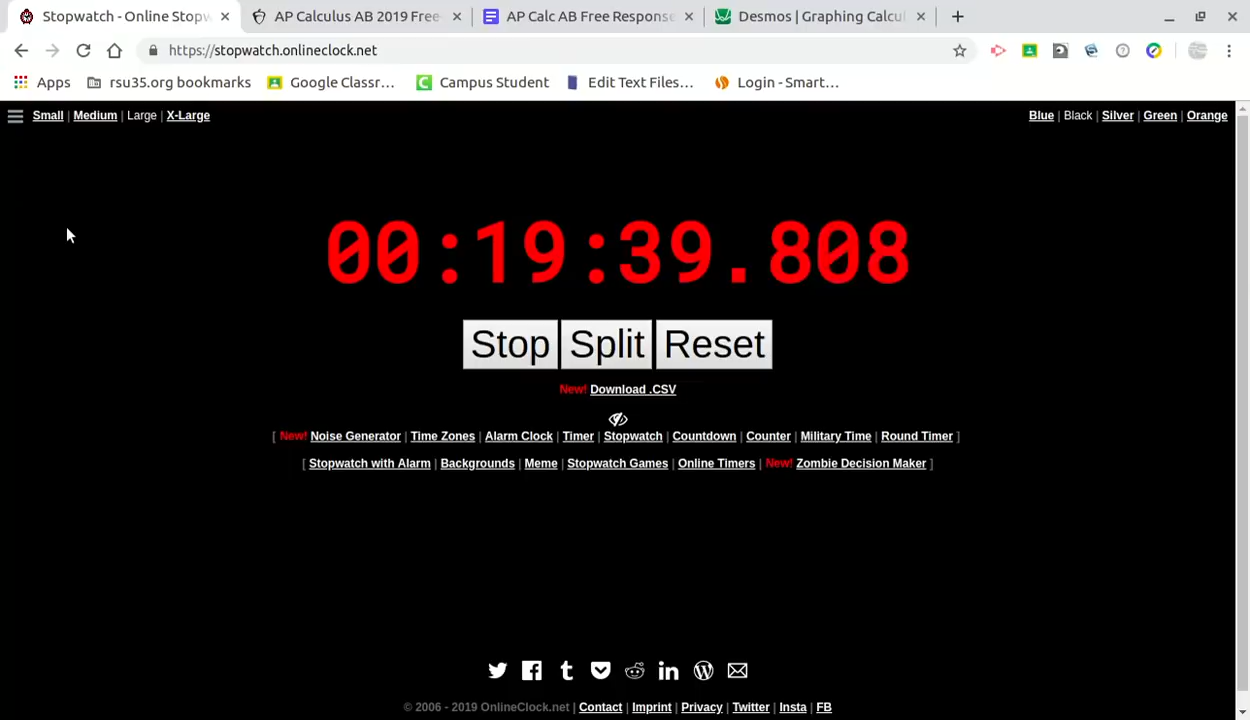 Stopwatch - Online Stopw
AP Calculus AB 2019 Free-
AP Calc AB Free Response
Desmos | Graphing Calcul
https://stopwatch.onlineclock.net
Apps rsu35.org bookmarks Google Classr... Campus Student Edit Text Files... Login - Smart...
Small | Medium | Large | X-Large
Blue | Black | Silver | Green | Orange
00:19:39.808
Stop Split Reset
New! Download .CSV
[ New! Noise Generator | Time Zones | Alarm Clock | Timer | Stopwatch | Countdown | Counter | Military Time | Round Timer ]
[ Stopwatch with Alarm | Backgrounds | Meme | Stopwatch Games | Online Timers | New! Zombie Decision Maker ]
© 2006 - 2019 OnlineClock.net | Contact | Imprint | Privacy | Twitter | Insta | FB